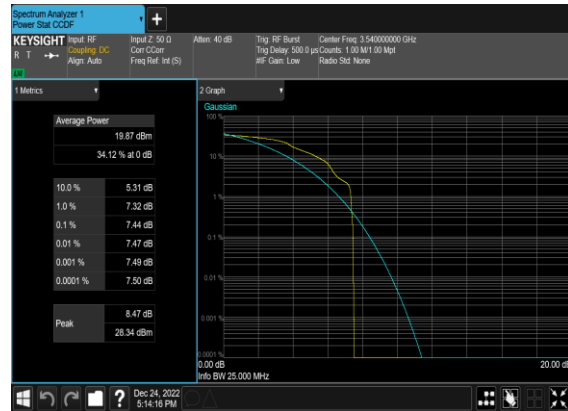 Spectrum Analyzer 1
Power Stat CCDF
KEYSIGHT
R T
LU
Input: RF
Coupling: DC
Align: Auto
Input Z: 50 Ω
Corr CCorr
Freq Ref: Int (S)
Atten: 40 dB
Trig: RF Burst
Trig Delay: 500.0 µs
#IF Gain: Low
Center Freq: 3.540000000 GHz
Counts: 1.00 M/1.00 Mpt
Radio Std: None
1 Metrics
Average Power
19.87 dBm
34.12 % at 0 dB
10.0 % 5.31 dB
1.0 % 7.32 dB
0.1 % 7.44 dB
0.01 % 7.47 dB
0.001 % 7.49 dB
0.0001 % 7.50 dB
Peak
8.47 dB
28.34 dBm
2 Graph
Gaussian
100 %
10 %
1 %
0.1 %
0.01 %
0.001 %
0.0001 %
0.00 dB
20.00 dB
Info BW 25.000 MHz
Dec 24, 2022
5:14:16 PM